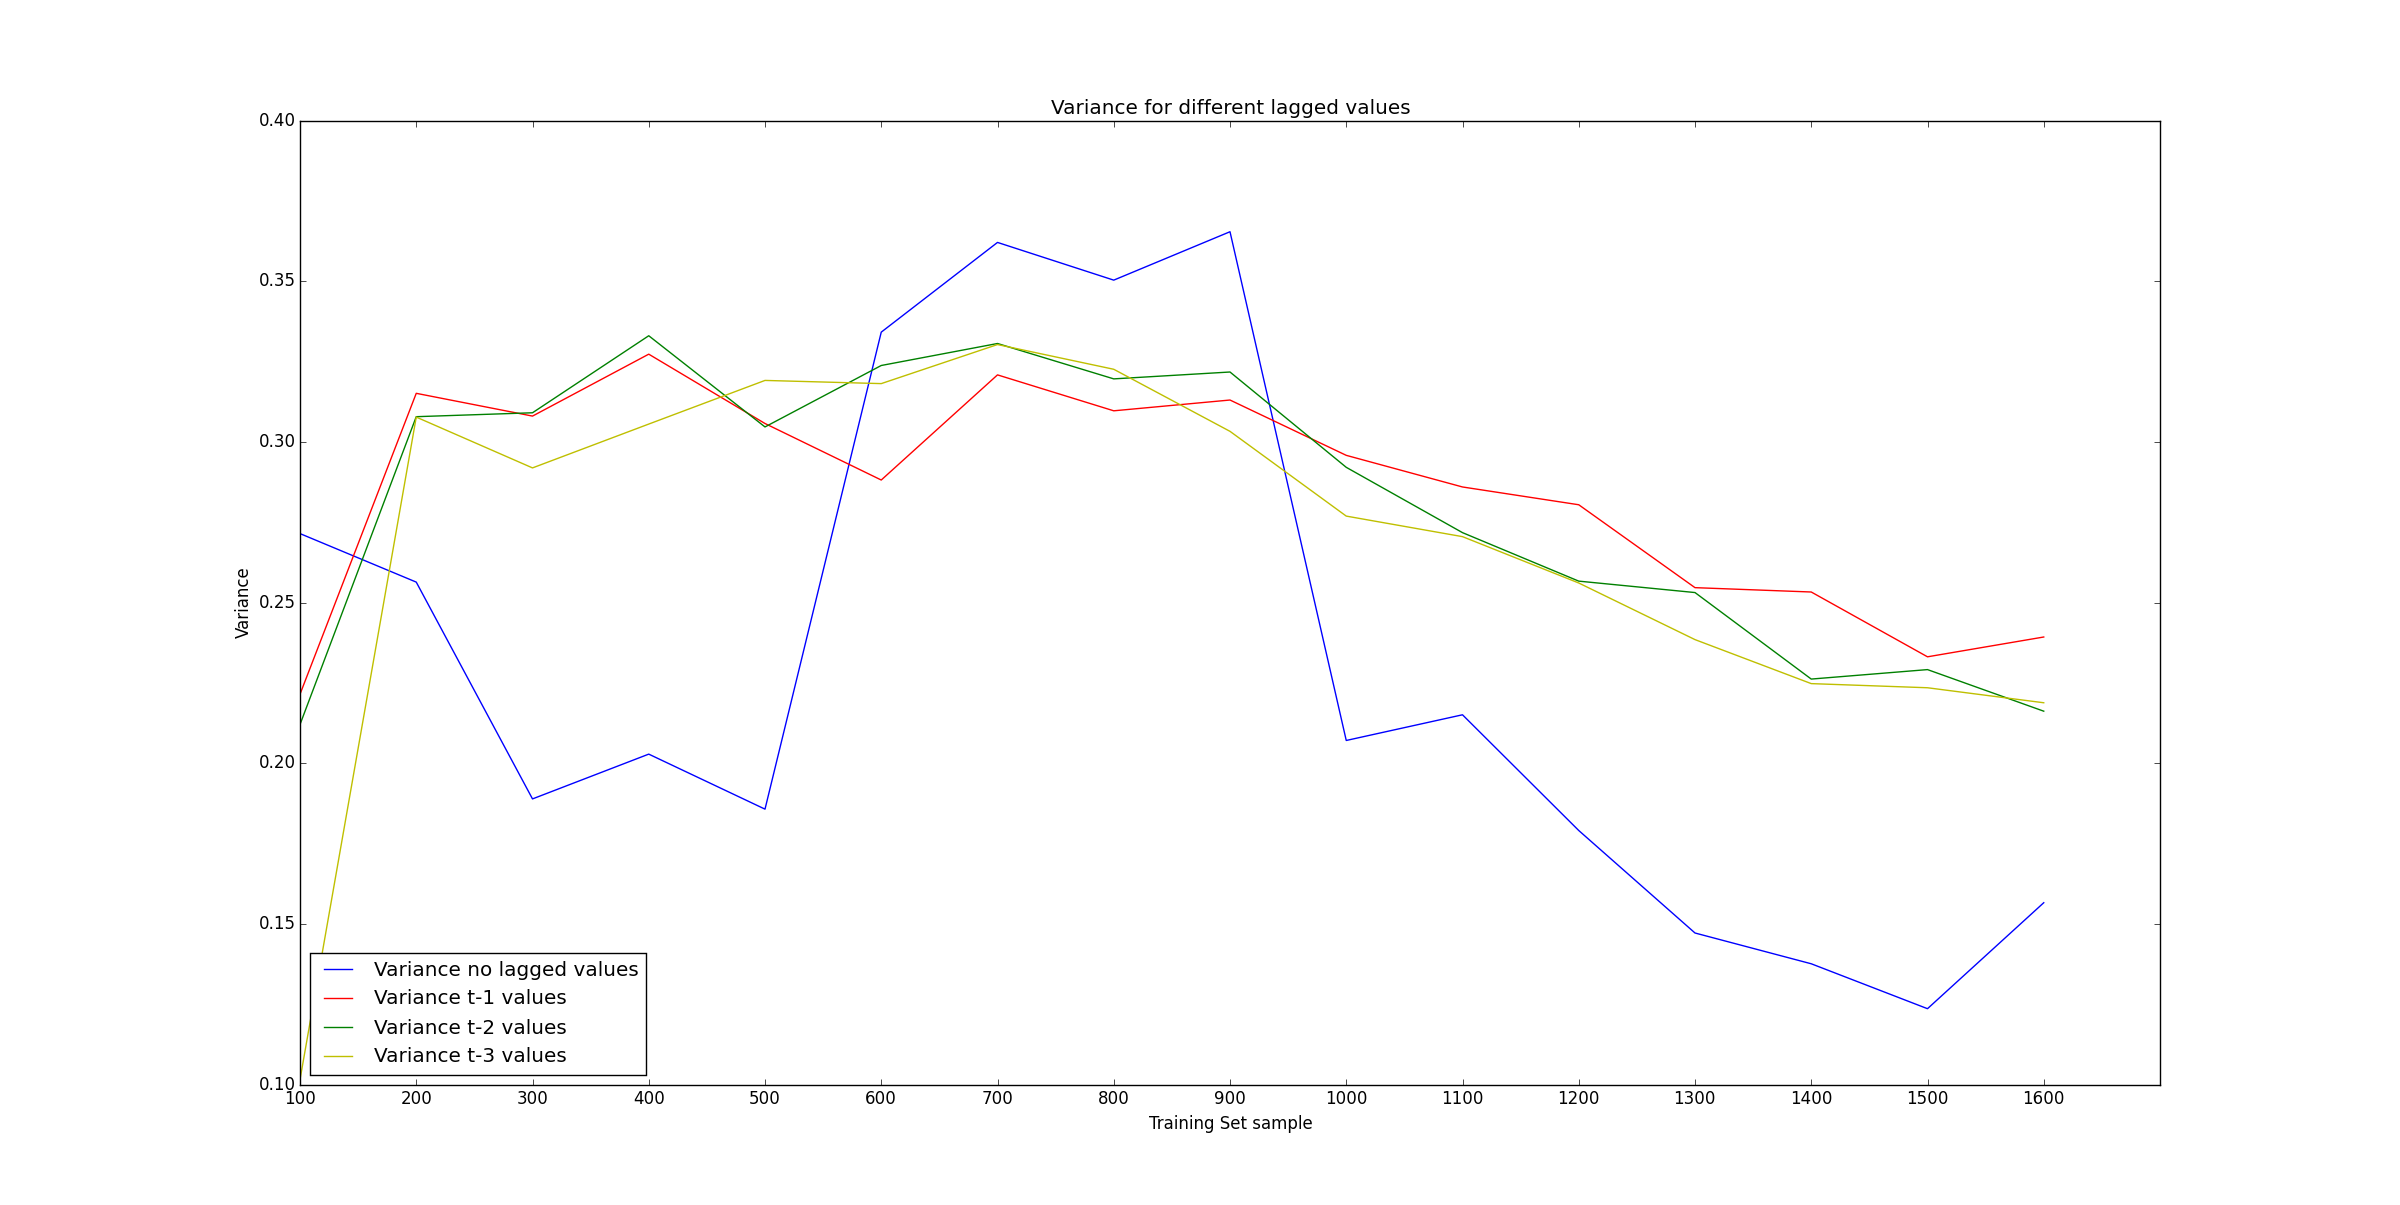 Variance for different lagged values
0.40
0.35
0.30
0.25
0.20
0.15
0.10
Variance
Variance no lagged values
Variance t-1 values
Variance t-2 values
Variance t-3 values
100 200 300 400 500 600 700 800 900 1000 1100 1200 1300 1400 1500 1600
Training Set sample